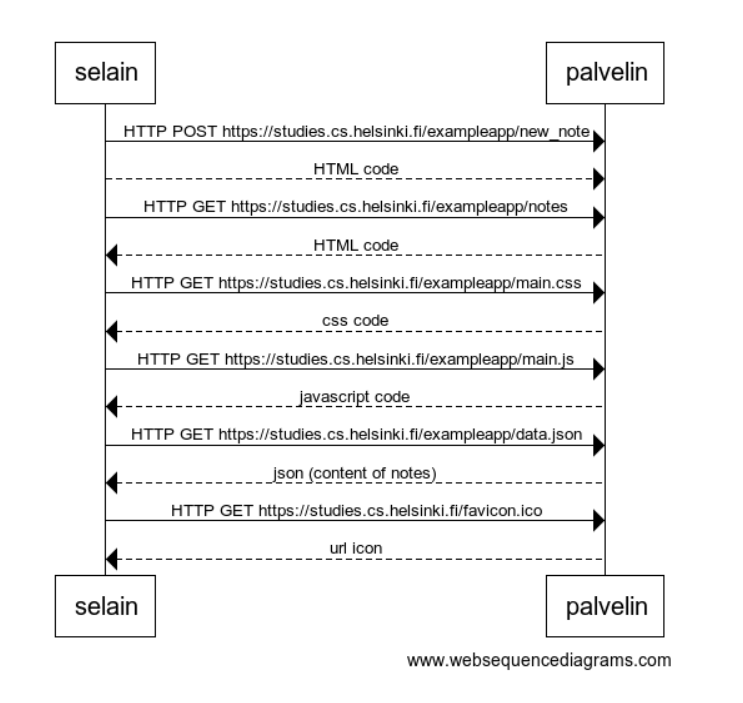 selain palvelin
HTTP POST https://studies.cs.helsinki.fi/exampleapp/new_note
HTML code
HTTP GET https://studies.cs.helsinki.fi/exampleapp/notes
HTML code
HTTP GET https://studies.cs.helsinki.fi/exampleapp/main.css
css code
HTTP GET https://studies.cs.helsinki.fi/exampleapp/main.js
javascript code
HTTP GET https://studies.cs.helsinki.fi/exampleapp/data.json
json (content of notes)
HTTP GET https://studies.cs.helsinki.fi/favicon.ico
url icon
selain palvelin
www.websequencediagrams.com